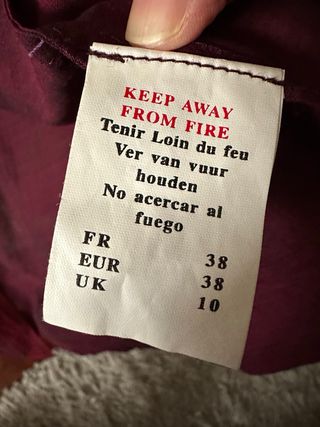 KEEP AWAY
FROM FIRE
Tenir Loin du feu
Ver van vuur
houden
No acercar al
fuego
FR 38
EUR 38
UK 10